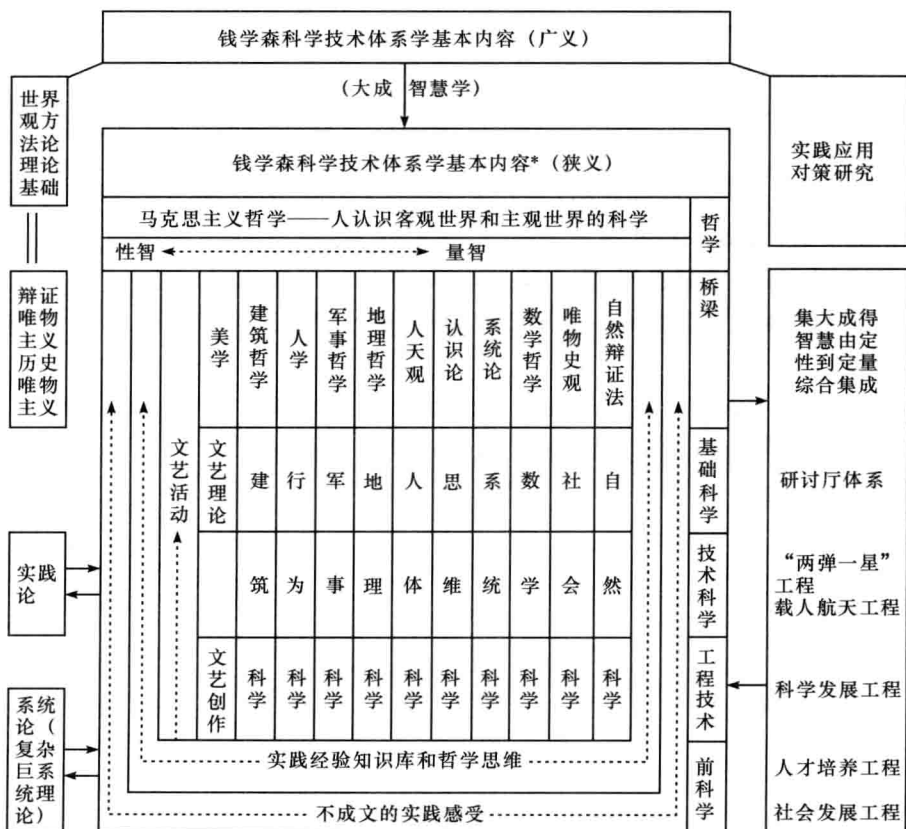 钱学森科学技术体系学基本内容（广义）
（大成智慧学）
世界
观方
法论
理论
基础
辩证
唯物
主义
历史
唯物
主义
实践
论
系统
论（
复杂
巨系
统理
论）
钱学森科学技术体系学基本内容*（狭义）
马克思主义哲学——人认识客观世界和主观世界的科学
性智
量智
哲学
桥梁
基础科学
技术科学
工程技术
前科学
文艺活动
美学
文艺理论
文艺创作
建筑哲学
建筑科学
人学
行为科学
军事哲学
军事科学
地理哲学
地理科学
人天观
人体科学
认识论
思维科学
系统论
系统科学
数学哲学
数学科学
唯物史观
社会科学
自然辩证法
自然科学
实践经验知识库和哲学思维
不成文的实践感受
实践应用
对策研究
集大成得
智慧由定
性到定量
综合集成
研讨厅体系
“两弹一星”
工程
载人航天工程
科学发展工程
人才培养工程
社会发展工程